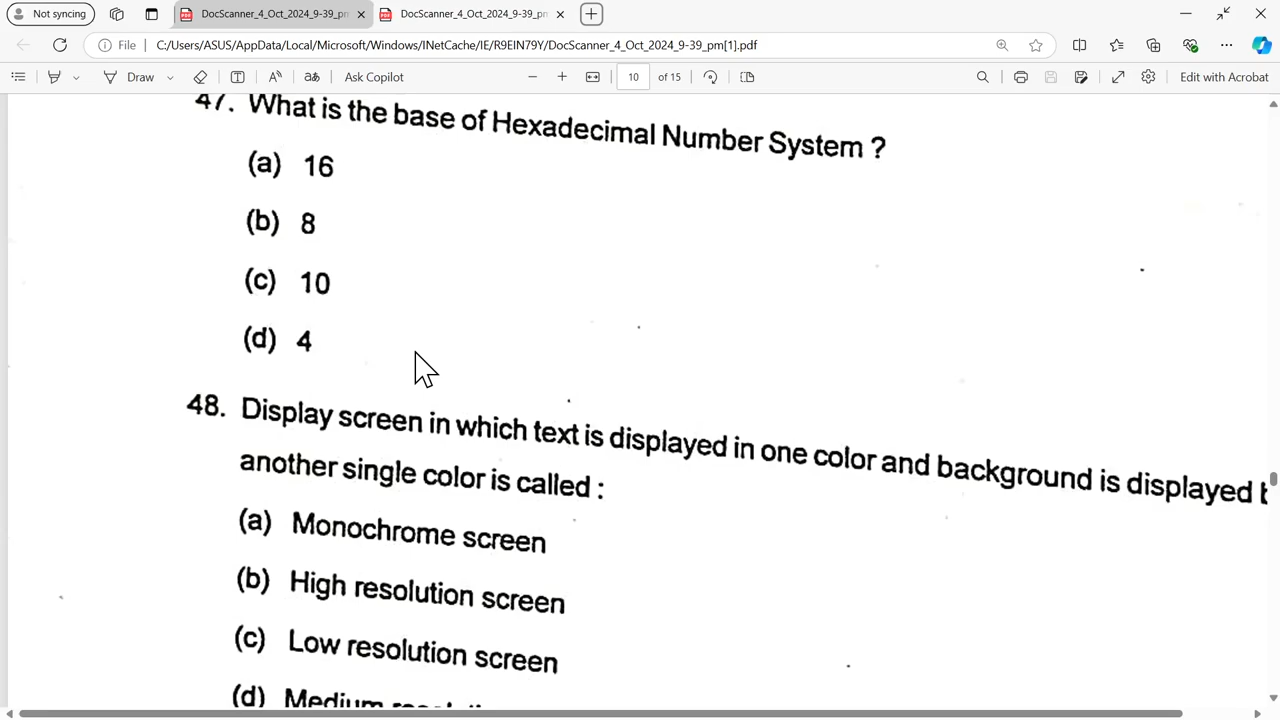 Not syncing
DocScanner_4_Oct_2024_9-39_pm
DocScanner_4_Oct_2024_9-39_pm
File
C:/Users/ASUS/AppData/Local/Microsoft/Windows/INetCache/IE/R9EIN79Y/DocScanner_4_Oct_2024_9-39_pm[1].pdf
Draw
Ask Copilot
10 of 15
Edit with Acrobat
47. What is the base of Hexadecimal Number System ?
(a) 16
(b) 8
(c) 10
(d) 4
48. Display screen in which text is displayed in one color and background is displayed
another single color is called :
(a) Monochrome screen
(b) High resolution screen
(c) Low resolution screen
(d) Medium